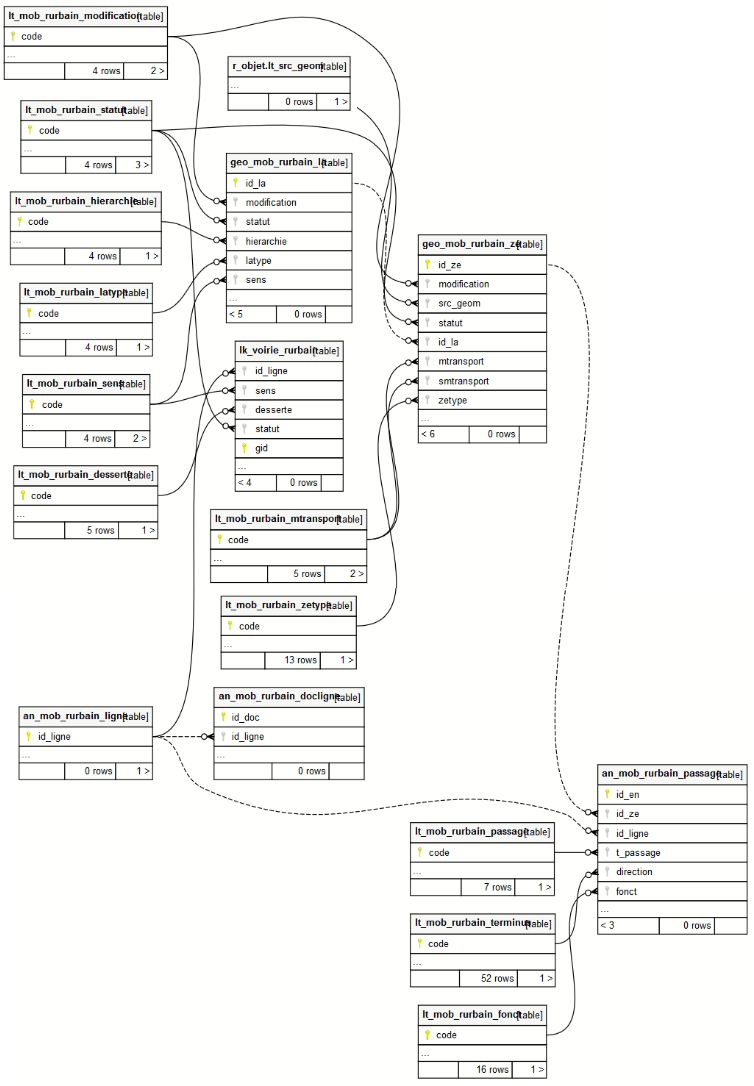 lt_mob_rurbain_modification [table]
code
...
4 rows 2 >
r_objet.lt_src_geom [table]
...
0 rows 1 >
lt_mob_rurbain_statut [table]
code
...
4 rows 3 >
geo_mob_rurbain_la [table]
id_la
modification
statut
hierarchie
latype
sens
...
< 5 0 rows
lt_mob_rurbain_hierarchie [table]
code
...
4 rows 1 >
geo_mob_rurbain_ze [table]
id_ze
modification
src_geom
statut
id_la
mtransport
smtransport
zetype
...
< 6 0 rows
lt_mob_rurbain_latype [table]
code
...
4 rows 1 >
lk_voirie_rurbain [table]
id_ligne
sens
desserte
statut
gid
...
< 4 0 rows
lt_mob_rurbain_sens [table]
code
...
4 rows 2 >
lt_mob_rurbain_desserte [table]
code
...
5 rows 1 >
lt_mob_rurbain_mtransport [table]
code
...
5 rows 2 >
lt_mob_rurbain_zetype [table]
code
...
13 rows 1 >
an_mob_rurbain_ligne [table]
id_ligne
...
0 rows 1 >
an_mob_rurbain_docligne [table]
id_doc
id_ligne
...
0 rows
an_mob_rurbain_passage [table]
id_en
id_ze
id_ligne
t_passage
direction
fonct
...
< 3 0 rows
lt_mob_rurbain_passage [table]
code
...
7 rows 1 >
lt_mob_rurbain_terminus [table]
code
...
52 rows 1 >
lt_mob_rurbain_fonct [table]
code
...
16 rows 1 >